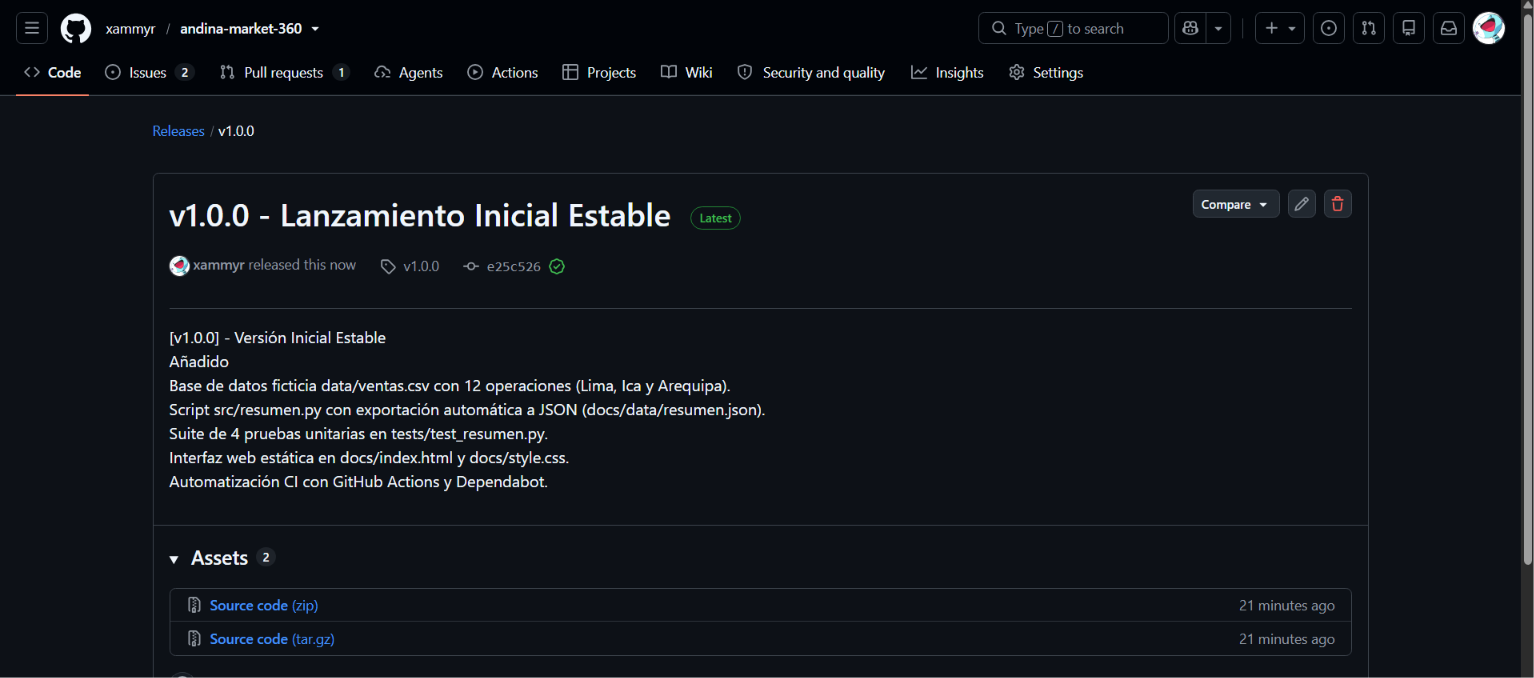 xammyr / andina-market-360
Type / to search
Code Issues 2 Pull requests 1 Agents Actions Projects Wiki Security and quality Insights Settings
Releases / v1.0.0
v1.0.0 - Lanzamiento Inicial Estable Latest
Compare
xammyr released this now v1.0.0 e25c526
[v1.0.0] - Versión Inicial Estable
Añadido
Base de datos ficticia data/ventas.csv con 12 operaciones (Lima, Ica y Arequipa).
Script src/resumen.py con exportación automática a JSON (docs/data/resumen.json).
Suite de 4 pruebas unitarias en tests/test_resumen.py.
Interfaz web estática en docs/index.html y docs/style.css.
Automatización CI con GitHub Actions y Dependabot.
Assets 2
Source code (zip) 21 minutes ago
Source code (tar.gz) 21 minutes ago